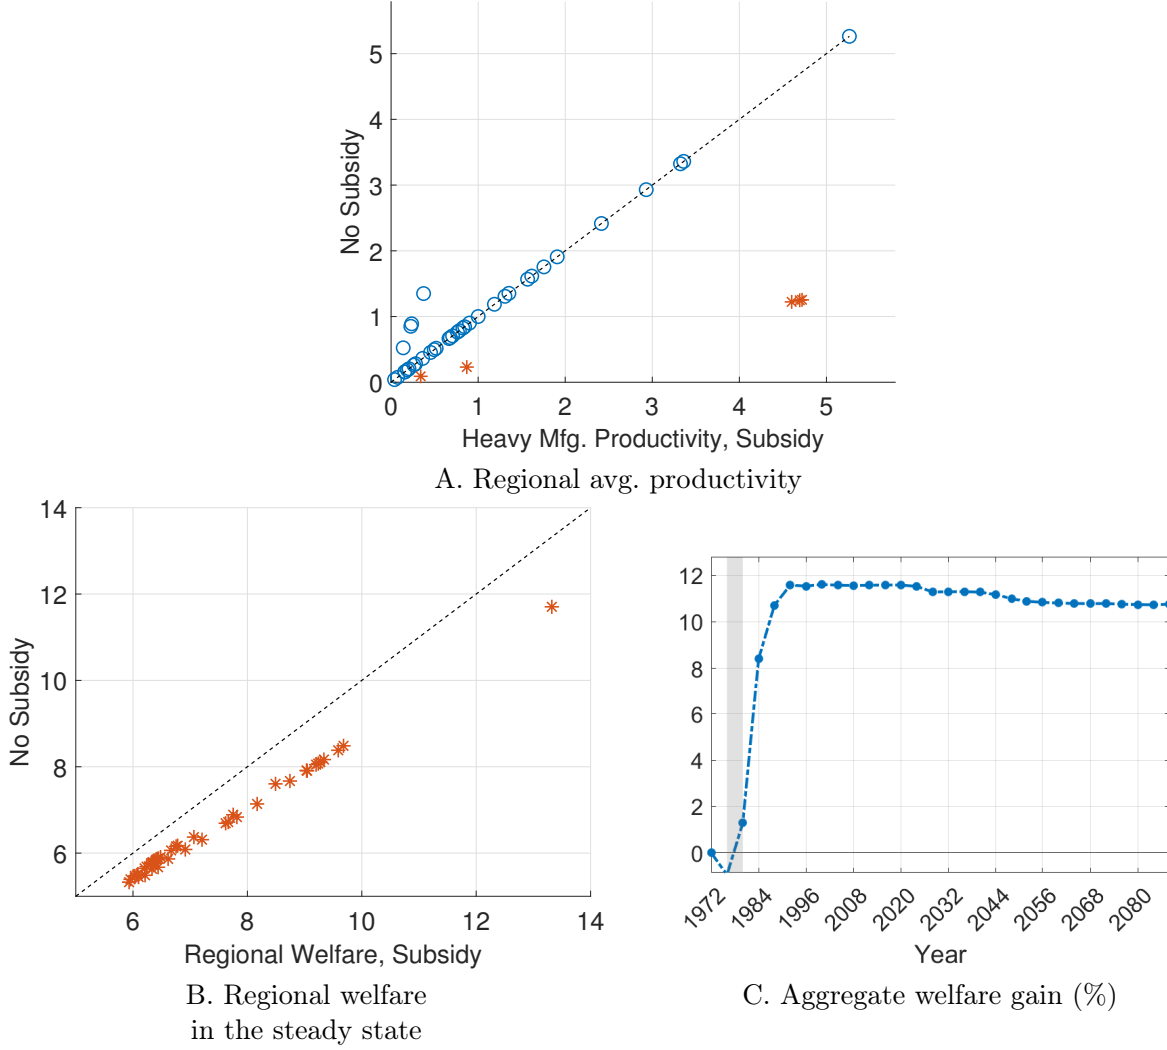 No Subsidy
5
4
3
2
1
0
0 1 2 3 4 5
Heavy Mfg. Productivity, Subsidy
A. Regional avg. productivity
No Subsidy
14
12
10
8
6
6 8 10 12 14
Regional Welfare, Subsidy
B. Regional welfare
in the steady state
12
10
8
6
4
2
0
1972 1984 1996 2008 2020 2032 2044 2056 2068 2080
Year
C. Aggregate welfare gain (%)